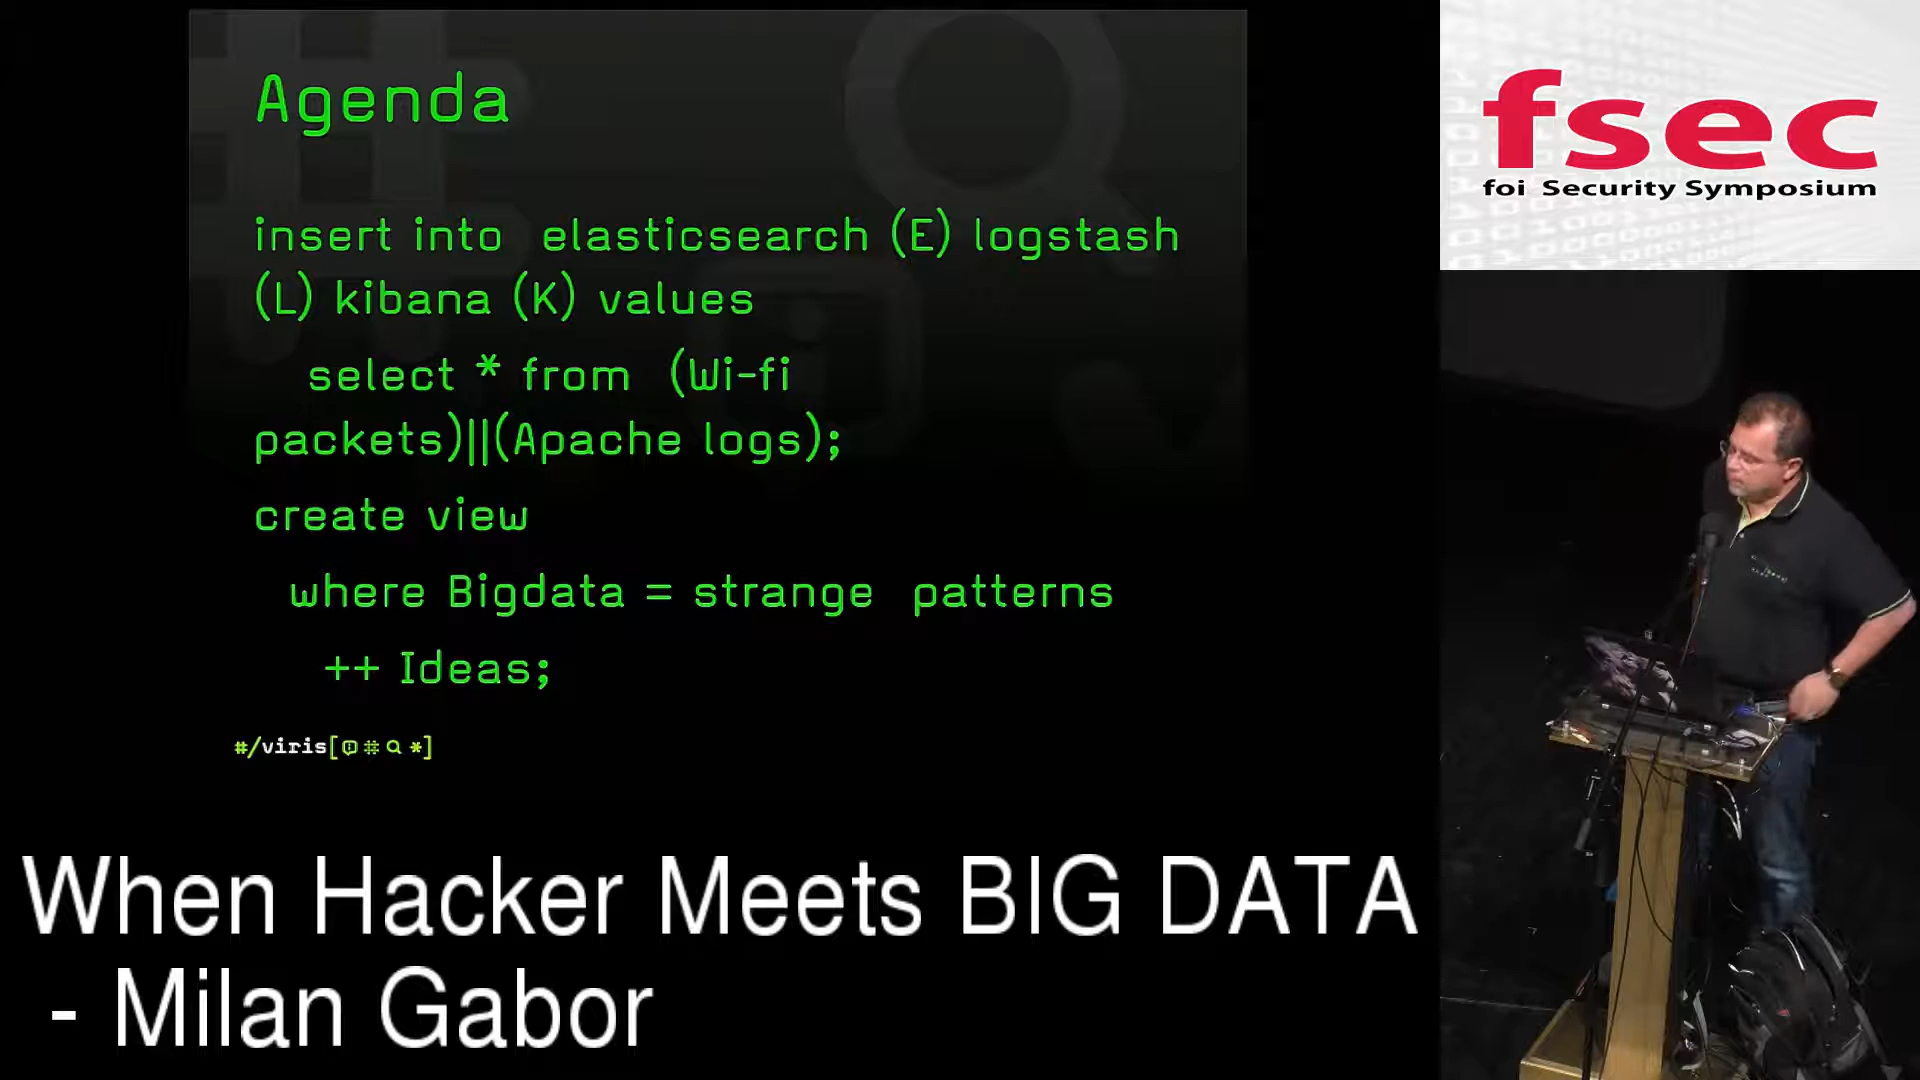 Agenda
insert into elasticsearch (E) logstash
(L) kibana (K) values
select * from (Wi-fi
packets)||(Apache logs);
create view
where Bigdata = strange patterns
++ Ideas;
#/viris[# *]
fsec
foi Security Symposium
When Hacker Meets BIG DATA
- Milan Gabor